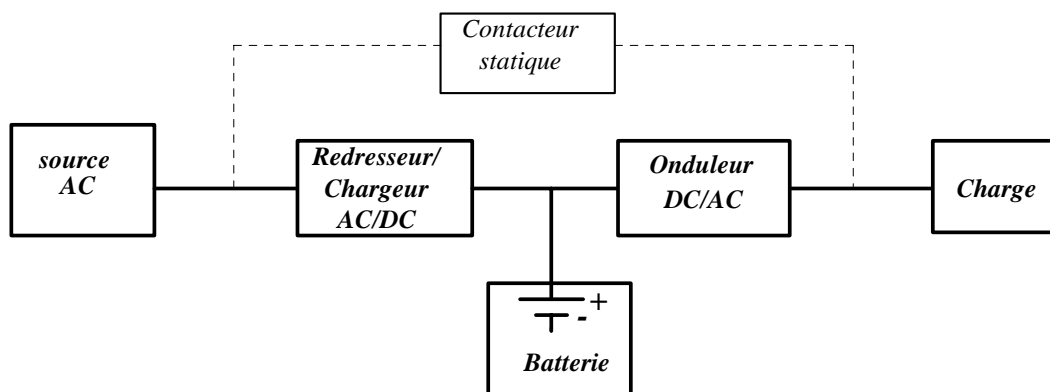 Contacteur
statique
source
AC
Redresseur/
Chargeur
AC/DC
Onduleur
DC/AC
Charge
+
-
Batterie